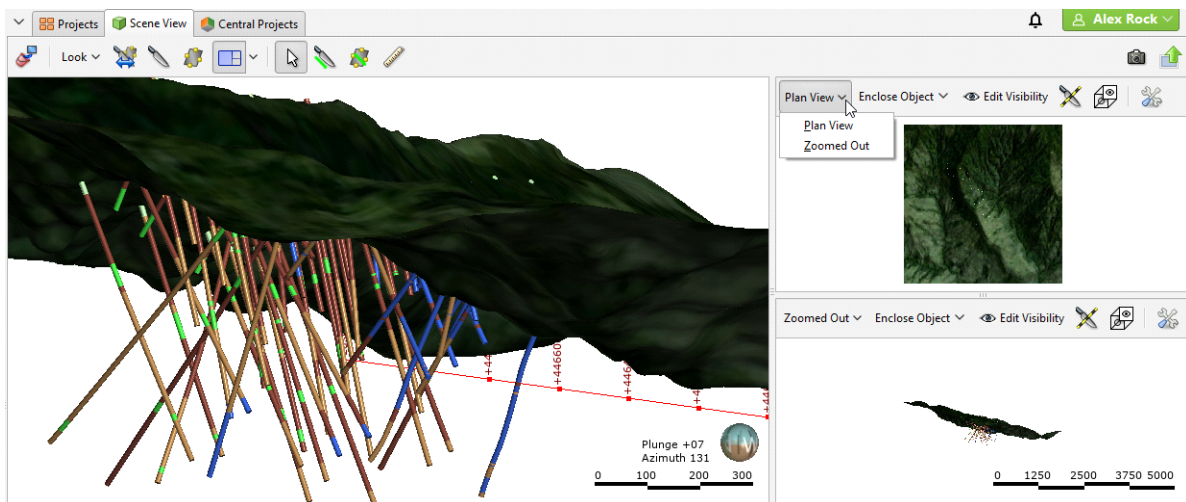 Projects Scene View Central Projects Alex Rock
Look
Plan View Enclose Object Edit Visibility
Plan View
Zoomed Out
Zoomed Out Enclose Object Edit Visibility
+44660
Plunge +07
Azimuth 131
0 100 200 300
0 1250 2500 3750 5000